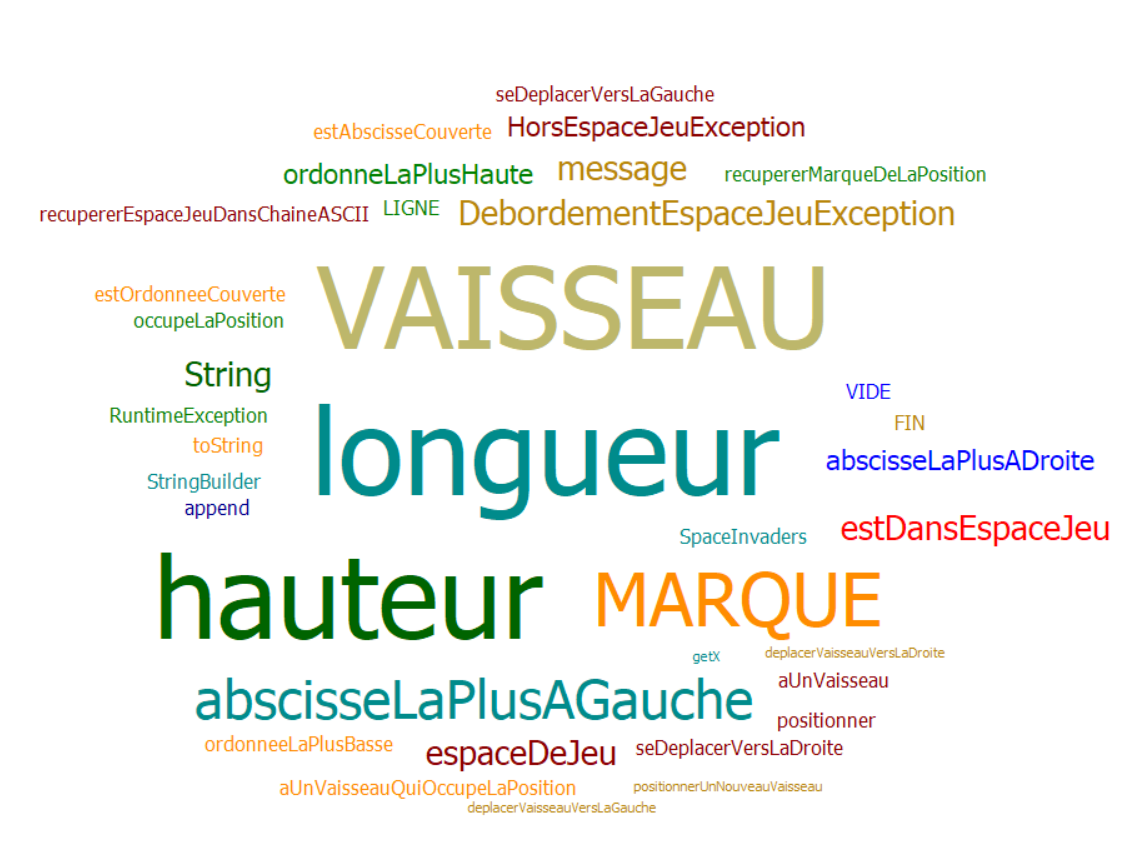 seDeplacerVersLaGauche
estAbscisseCouverte HorsEspaceJeuException
ordonneLaPlusHaute message recupererMarqueDeLaPosition
recupererEspaceJeuDansChaineASCII LIGNE DebordementEspaceJeuException
VAISSEAU
estOrdonneeCouverte
occupeLaPosition
String
VIDE
RuntimeException
FIN
toString
longueur
abscisseLaPlusADroite
StringBuilder
append
estDansEspaceJeu
SpaceInvaders
hauteur MARQUE
getX deplacerVaisseauVersLaDroite
aUnVaisseau
abscisseLaPlusAGauche
positionner
ordonneeLaPlusBasse espaceDeJeu seDeplacerVersLaDroite
aUnVaisseauQuiOccupeLaPosition positionnerUnNouveauVaisseau
deplacerVaisseauVersLaGauche